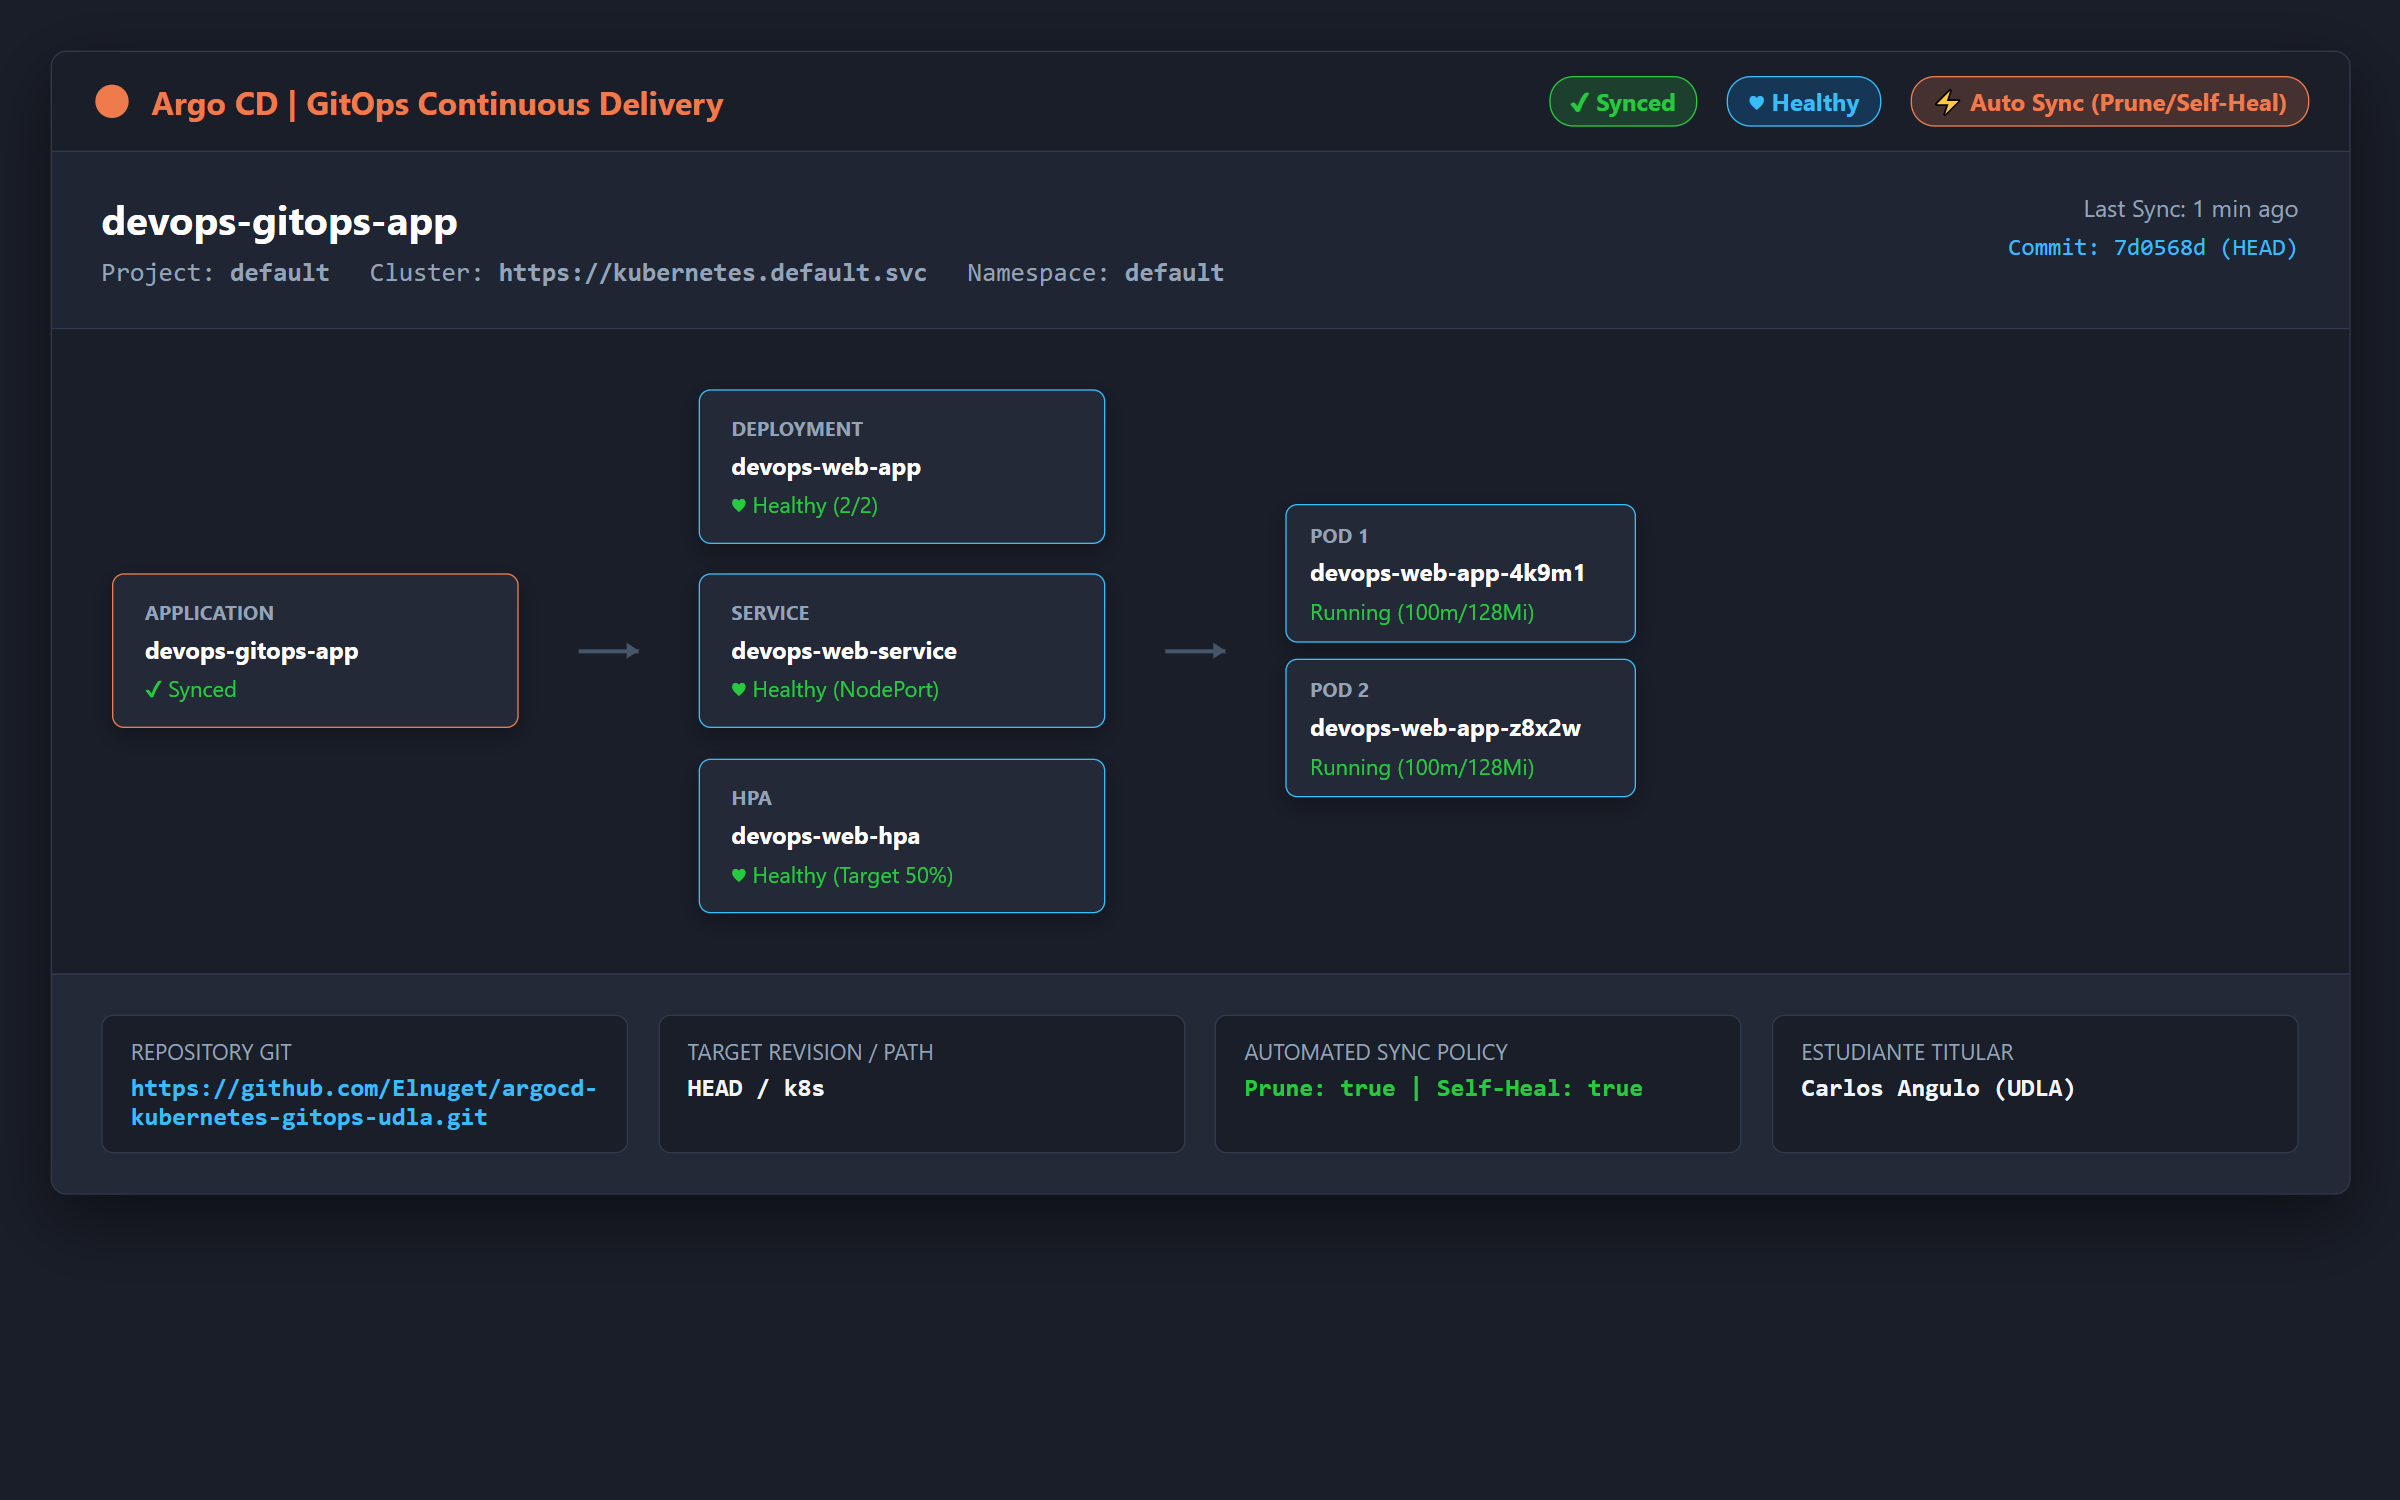 Argo CD | GitOps Continuous Delivery
✓ Synced
♥ Healthy
⚡ Auto Sync (Prune/Self-Heal)
devops-gitops-app
Project: default Cluster: https://kubernetes.default.svc Namespace: default
Last Sync: 1 min ago
Commit: 7d0568d (HEAD)
APPLICATION
devops-gitops-app
✓ Synced
DEPLOYMENT
devops-web-app
♥ Healthy (2/2)
SERVICE
devops-web-service
♥ Healthy (NodePort)
HPA
devops-web-hpa
♥ Healthy (Target 50%)
POD 1
devops-web-app-4k9m1
Running (100m/128Mi)
POD 2
devops-web-app-z8x2w
Running (100m/128Mi)
REPOSITORY GIT
https://github.com/Elnuget/argocd-
kubernetes-gitops-udla.git
TARGET REVISION / PATH
HEAD / k8s
AUTOMATED SYNC POLICY
Prune: true | Self-Heal: true
ESTUDIANTE TITULAR
Carlos Angulo (UDLA)